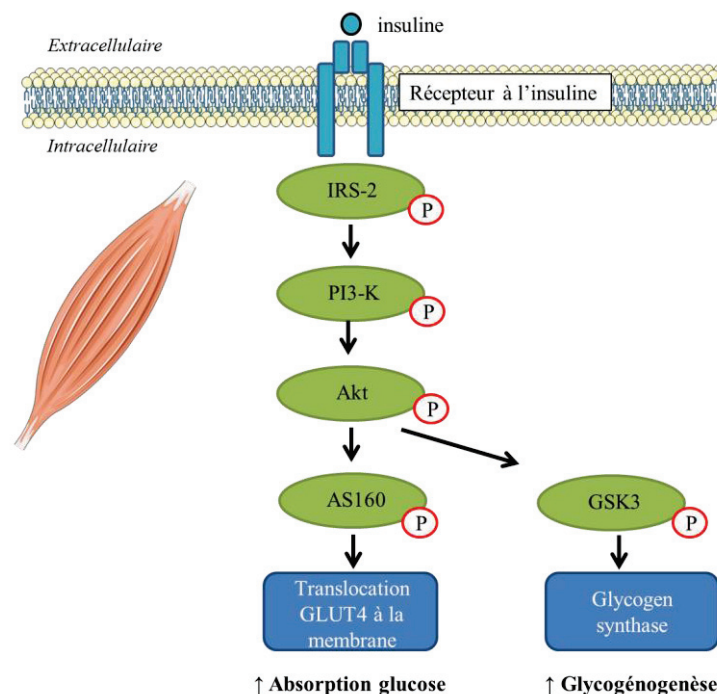 insuline
Extracellulaire
Récepteur à l’insuline
Intracellulaire
IRS-2
P
PI3-K
P
Akt
P
AS160
P
GSK3
P
Translocation
GLUT4 à la
membrane
Glycogen
synthase
↑ Absorption glucose
↑ Glycogénogenèse